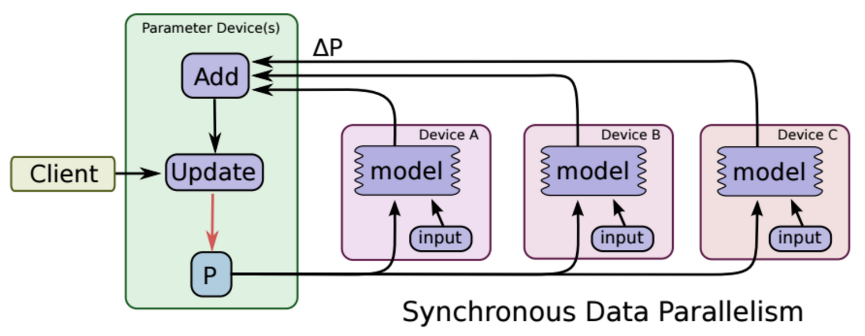 Parameter Device(s)
Add
ΔP
Client
Update
P
Device A
model
input
Device B
model
input
Device C
model
input
Synchronous Data Parallelism